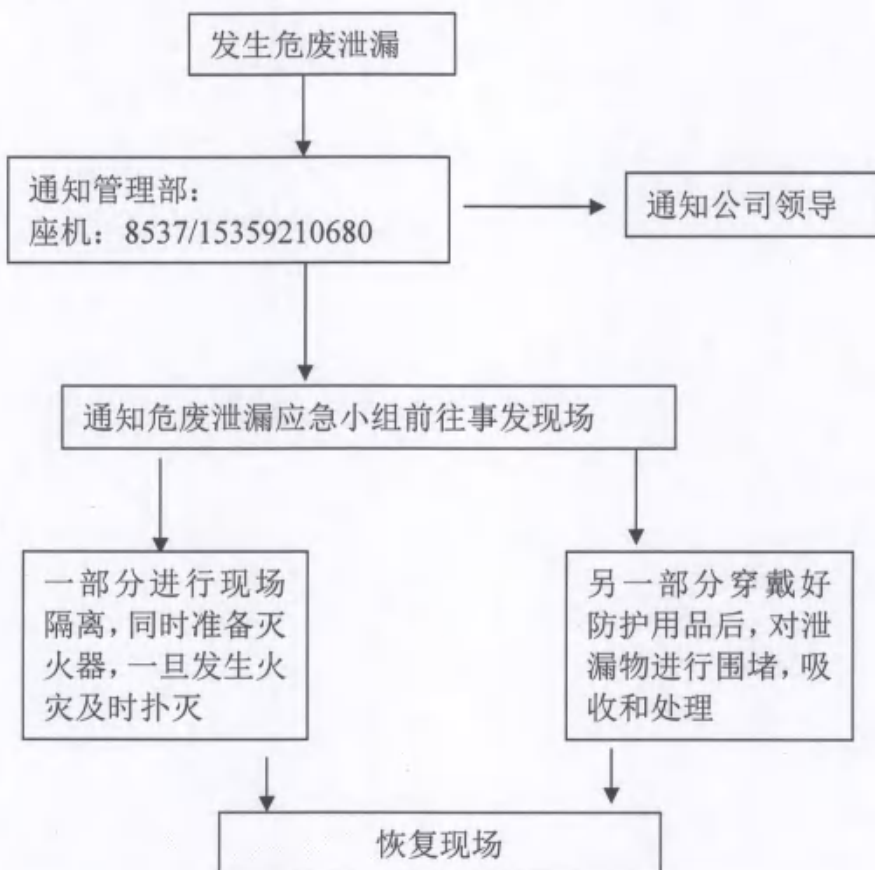 发生危废泄漏
通知管理部：
座机：8537/15359210680
通知公司领导
通知危废泄漏应急小组前往事发现场
一部分进行现场
隔离，同时准备灭
火器，一旦发生火
灾及时扑灭
另一部分穿戴好
防护用品后，对泄
漏物进行围堵，吸
收和处理
恢复现场